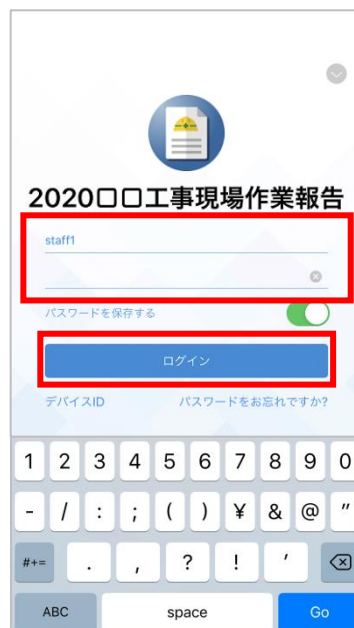 2020□□工事現場作業報告
staff1
パスワードを保存する
ログイン
デバイスID パスワードをお忘れですか?
1 2 3 4 5 6 7 8 9 0
- / : ; ( ) ¥ & @ "
#+= . , ? ! '
ABC space Go